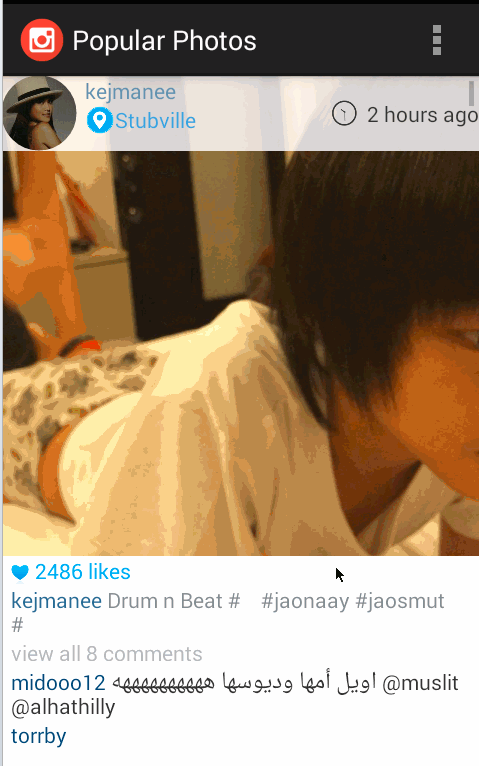 Popular Photos
kejmanee
Stubville
2 hours ago
2486 likes
kejmanee Drum n Beat # #jaonaay #jaosmut
#
view all 8 comments
midooo12 اويل أمها وديوسها ههههههههههه @muslit
@alhathilly
torrby